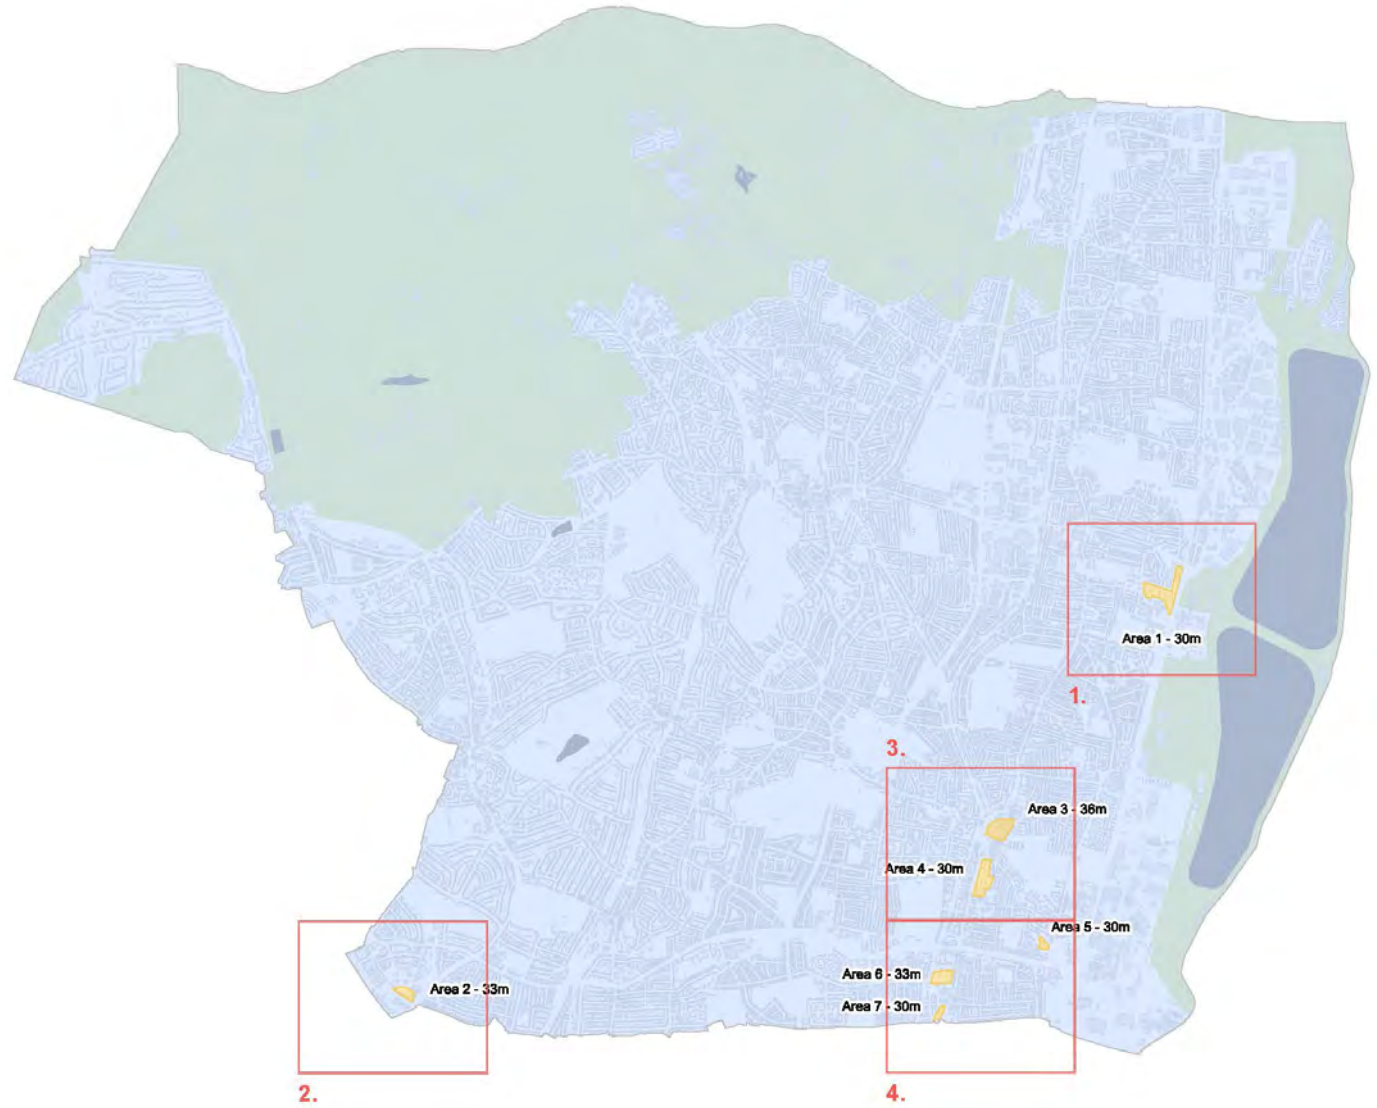 Area 1 - 30m
1.
3.
Area 3 - 36m
Area 4 - 30m
Area 5 - 30m
Area 6 - 33m
Area 2 - 33m
Area 7 - 30m
2.
4.